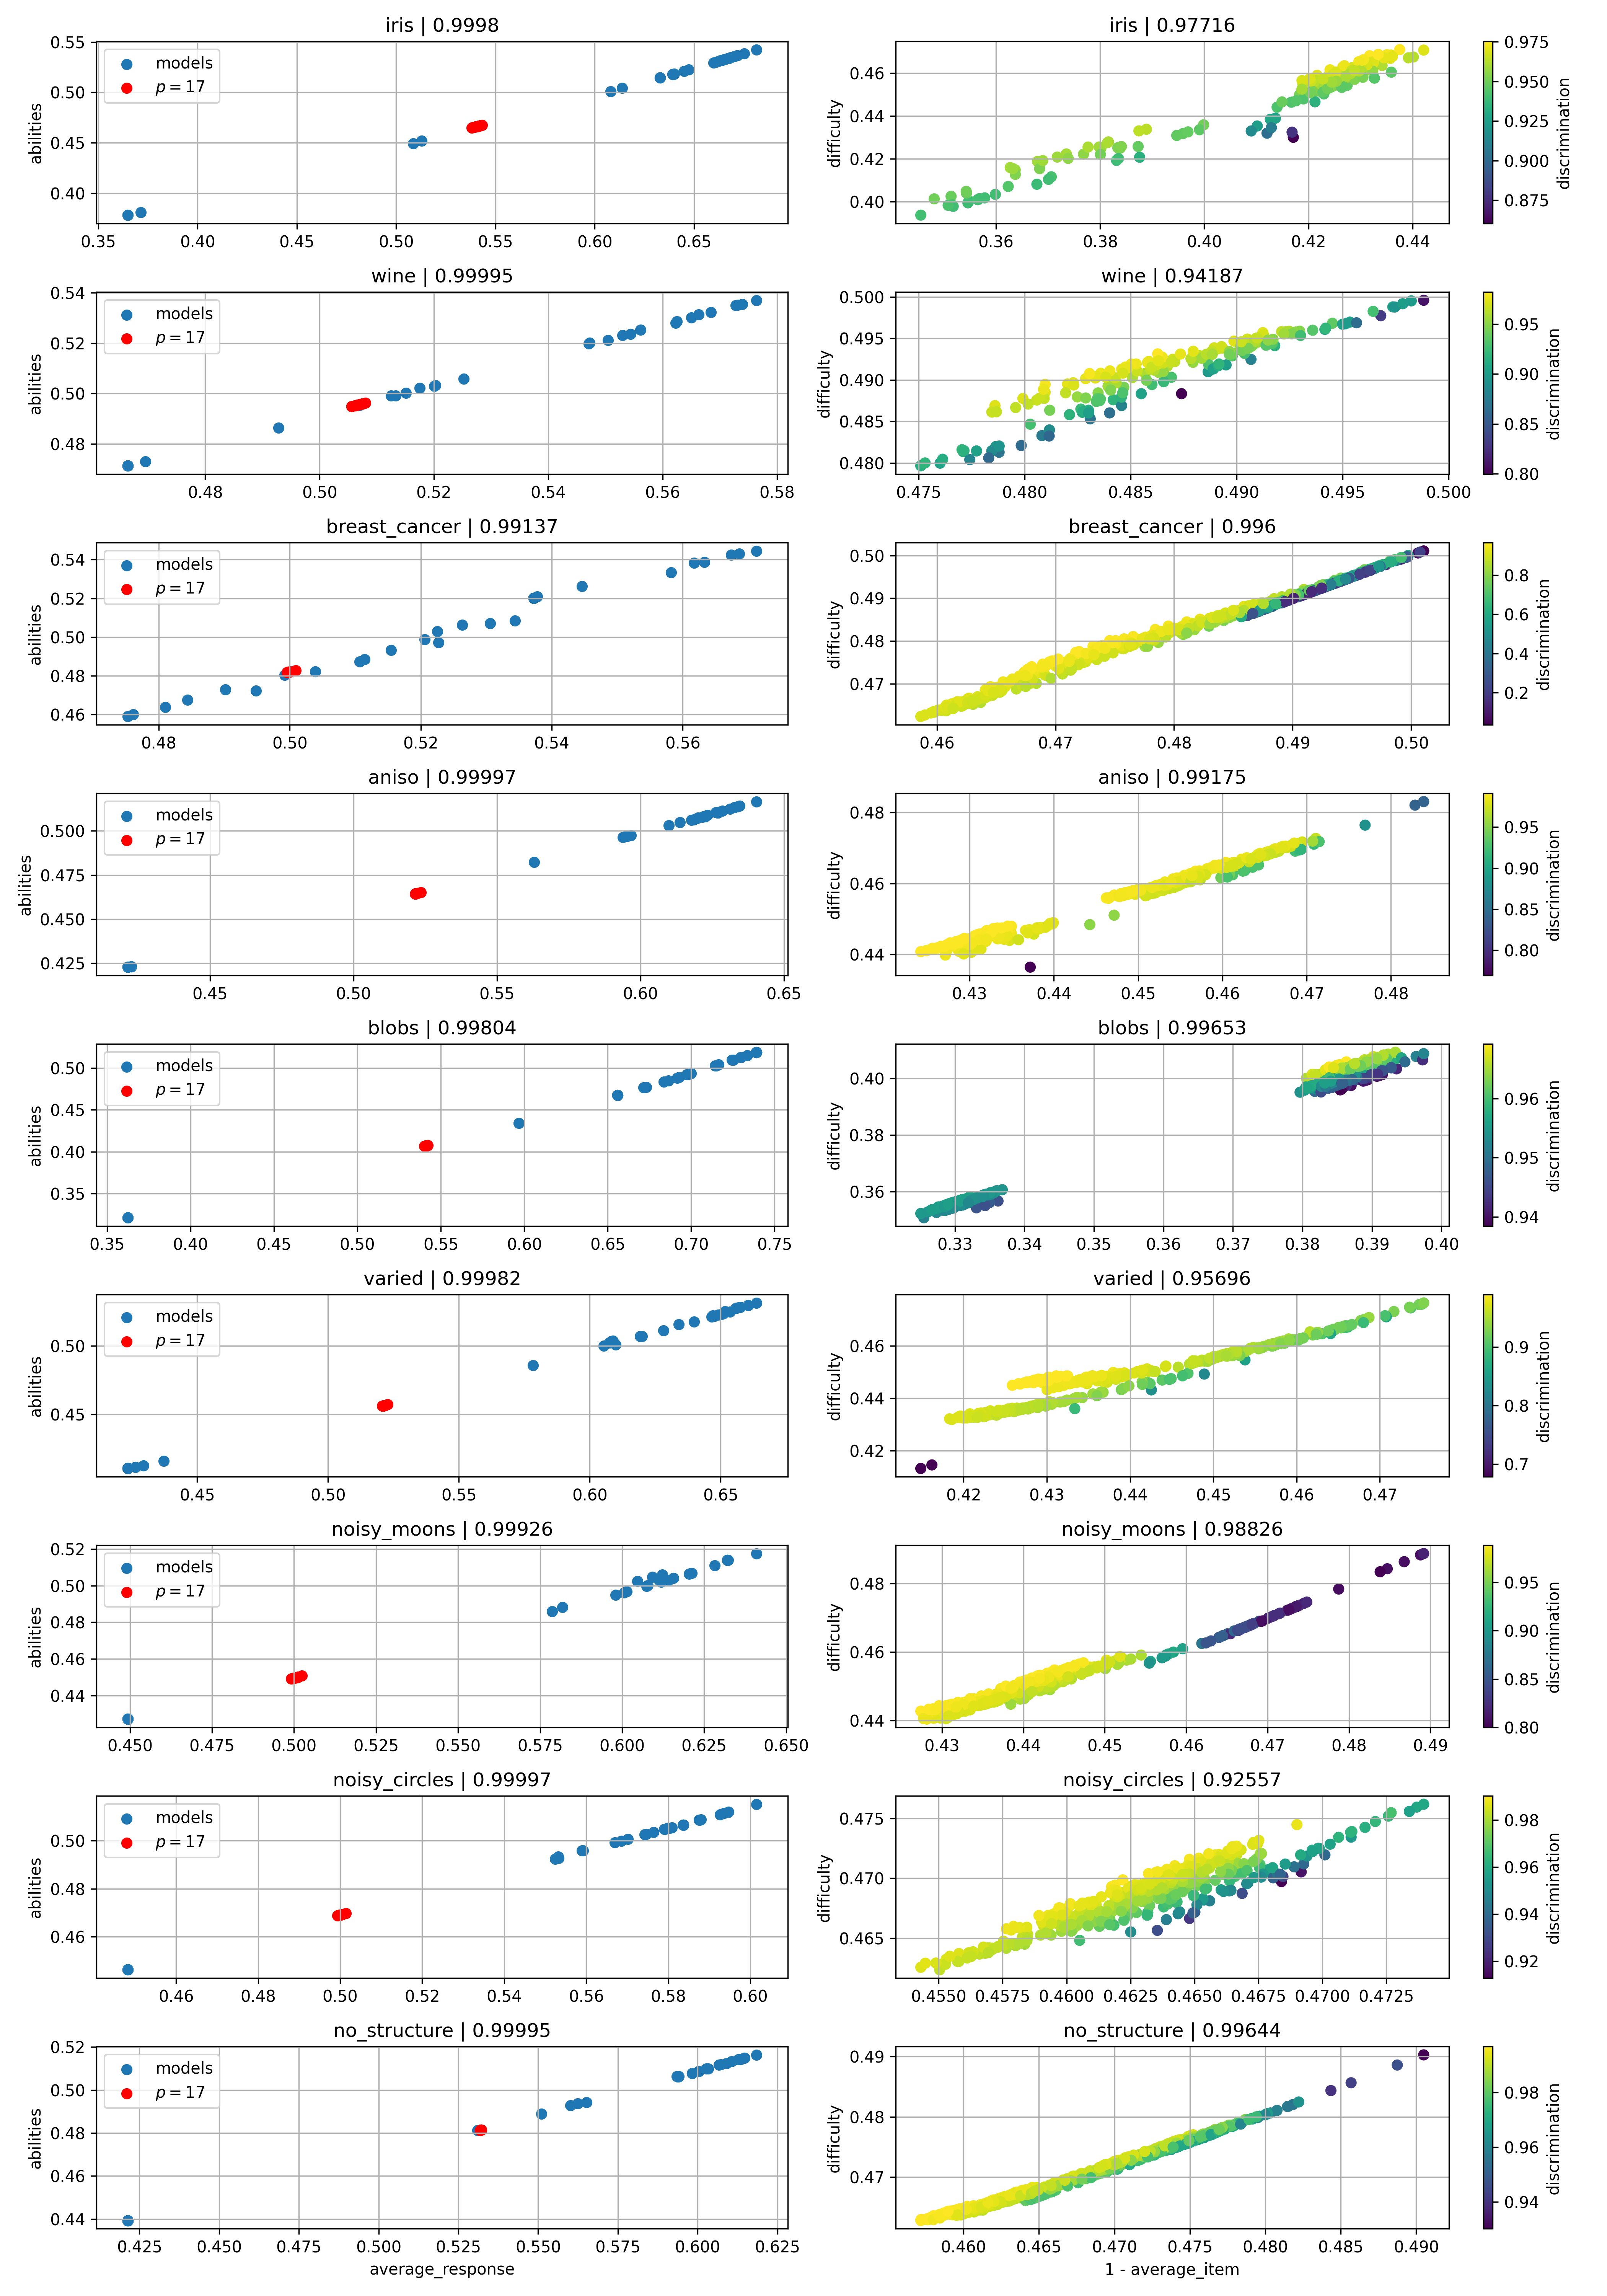 iris | 0.9998
models
p = 17
abilities
0.55
0.50
0.45
0.40
0.35 0.40 0.45 0.50 0.55 0.60 0.65
iris | 0.97716
difficulty
0.46
0.44
0.42
0.40
0.36 0.38 0.40 0.42 0.44
0.975
0.950
0.925
0.900
0.875
discrimination
wine | 0.99995
models
p = 17
abilities
0.54
0.52
0.50
0.48
0.48 0.50 0.52 0.54 0.56 0.58
wine | 0.94187
difficulty
0.500
0.495
0.490
0.485
0.480
0.475 0.480 0.485 0.490 0.495 0.500
0.95
0.90
0.85
0.80
discrimination
breast_cancer | 0.99137
models
p = 17
abilities
0.54
0.52
0.50
0.48
0.46
0.48 0.50 0.52 0.54 0.56
breast_cancer | 0.996
difficulty
0.50
0.49
0.48
0.47
0.46 0.47 0.48 0.49 0.50
0.8
0.6
0.4
0.2
discrimination
aniso | 0.99997
models
p = 17
abilities
0.500
0.475
0.450
0.425
0.45 0.50 0.55 0.60 0.65
aniso | 0.99175
difficulty
0.48
0.46
0.44
0.43 0.44 0.45 0.46 0.47 0.48
0.95
0.90
0.85
0.80
discrimination
blobs | 0.99804
models
p = 17
abilities
0.50
0.45
0.40
0.35
0.35 0.40 0.45 0.50 0.55 0.60 0.65 0.70 0.75
blobs | 0.99653
difficulty
0.40
0.38
0.36
0.33 0.34 0.35 0.36 0.37 0.38 0.39 0.40
0.96
0.95
0.94
discrimination
varied | 0.99982
models
p = 17
abilities
0.50
0.45
0.45 0.50 0.55 0.60 0.65
varied | 0.95696
difficulty
0.46
0.44
0.42
0.42 0.43 0.44 0.45 0.46 0.47
0.9
0.8
0.7
discrimination
noisy_moons | 0.99926
models
p = 17
abilities
0.52
0.50
0.48
0.46
0.44
0.450 0.475 0.500 0.525 0.550 0.575 0.600 0.625 0.650
noisy_moons | 0.98826
difficulty
0.48
0.46
0.44
0.43 0.44 0.45 0.46 0.47 0.48 0.49
0.95
0.90
0.85
0.80
discrimination
noisy_circles | 0.99997
models
p = 17
abilities
0.50
0.48
0.46
0.46 0.48 0.50 0.52 0.54 0.56 0.58 0.60
noisy_circles | 0.92557
difficulty
0.475
0.470
0.465
0.4550 0.4575 0.4600 0.4625 0.4650 0.4675 0.4700 0.4725
0.98
0.96
0.94
0.92
discrimination
no_structure | 0.99995
models
p = 17
abilities
0.52
0.50
0.48
0.46
0.44
0.425 0.450 0.475 0.500 0.525 0.550 0.575 0.600 0.625
average_response
no_structure | 0.99644
difficulty
0.49
0.48
0.47
0.460 0.465 0.470 0.475 0.480 0.485 0.490
1 - average_item
0.98
0.96
0.94
discrimination